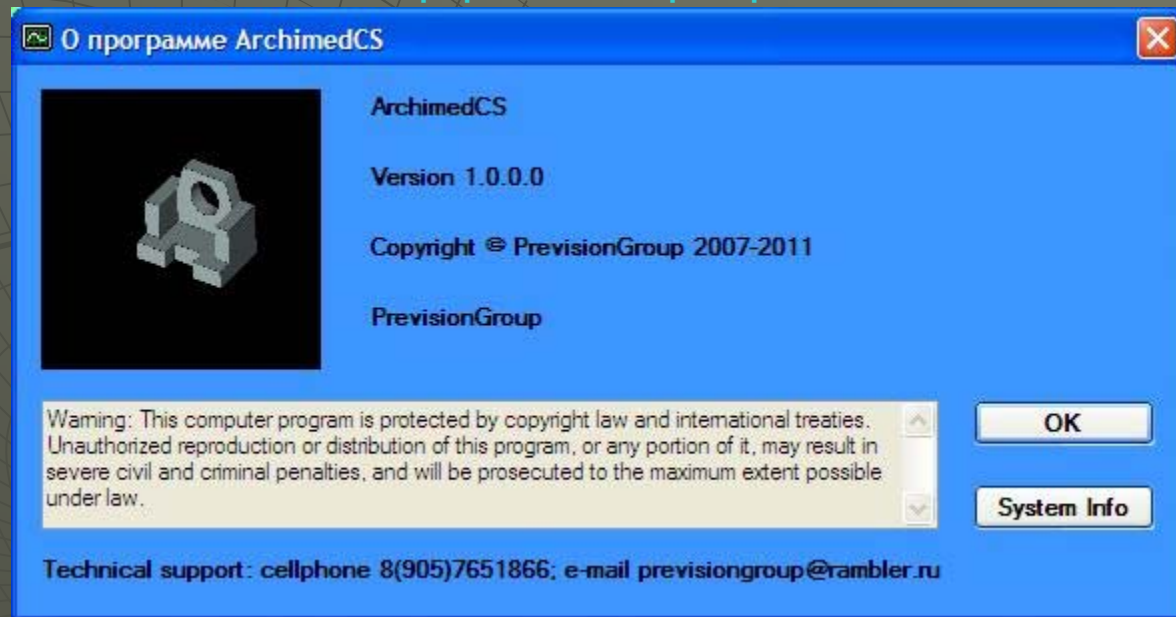 О программе ArchimedCS
ArchimedCS
Version 1.0.0.0
Copyright © PrevisionGroup 2007-2011
PrevisionGroup
Warning: This computer program is protected by copyright law and international treaties.
Unauthorized reproduction or distribution of this program, or any portion of it, may result in
severe civil and criminal penalties, and will be prosecuted to the maximum extent possible
under law.
OK
System Info
Technical support: cellphone 8(905)7651866; e-mail previsiongroup@rambler.ru